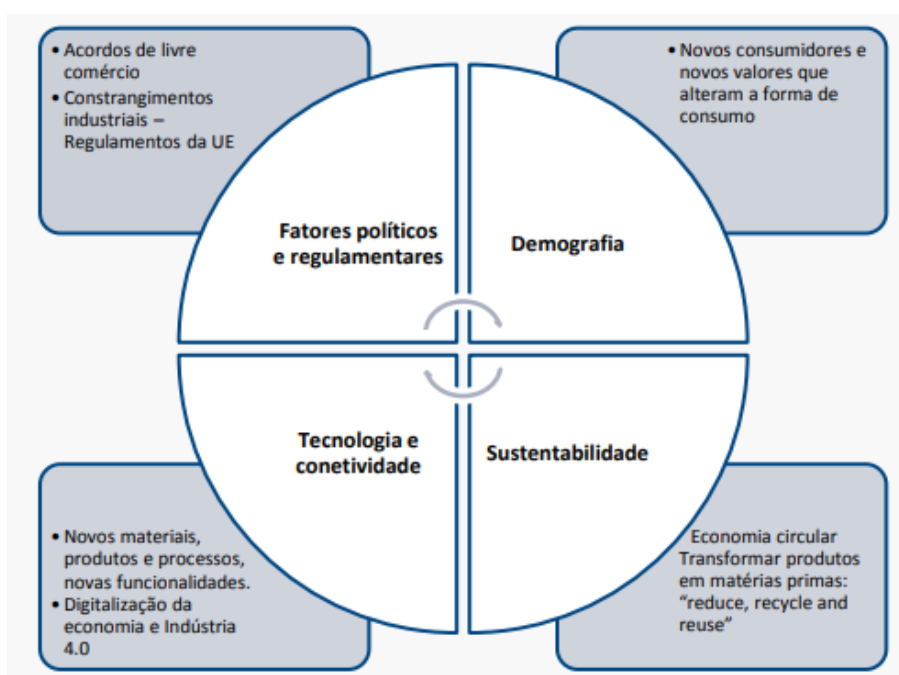 • Acordos de livre
comércio
• Constrangimentos
industriais –
Regulamentos da UE
• Novos consumidores e
novos valores que
alteram a forma de
consumo
Fatores políticos
e regulamentares
Demografia
Tecnologia e
conetividade
Sustentabilidade
• Novos materiais,
produtos e processos,
novas funcionalidades.
• Digitalização da
economia e Indústria
4.0
Economia circular
Transformar produtos
em matérias primas:
“reduce, recycle and
reuse”